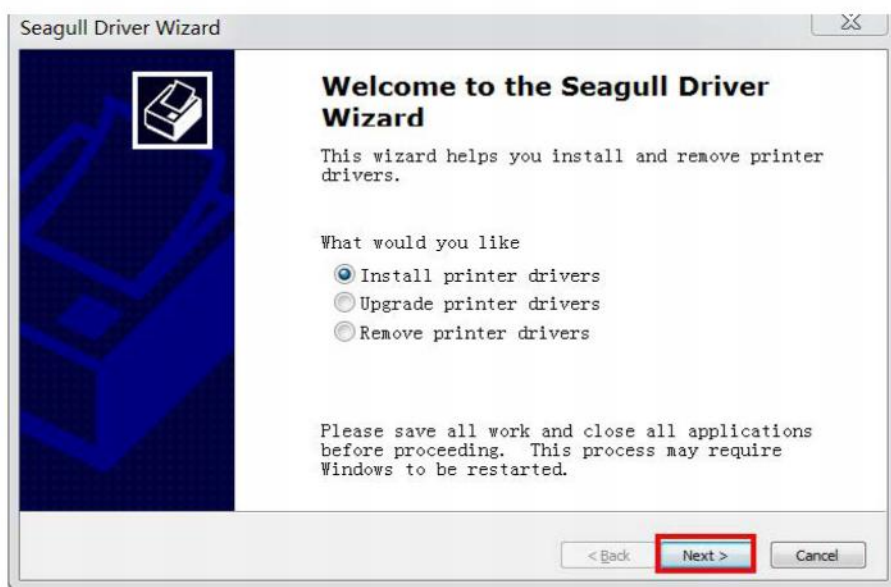 Seagull Driver Wizard
Welcome to the Seagull Driver
Wizard
This wizard helps you install and remove printer
drivers.
What would you like
Install printer drivers
Upgrade printer drivers
Remove printer drivers
Please save all work and close all applications
before proceeding.  This process may require
Windows to be restarted.
< Back
Next >
Cancel